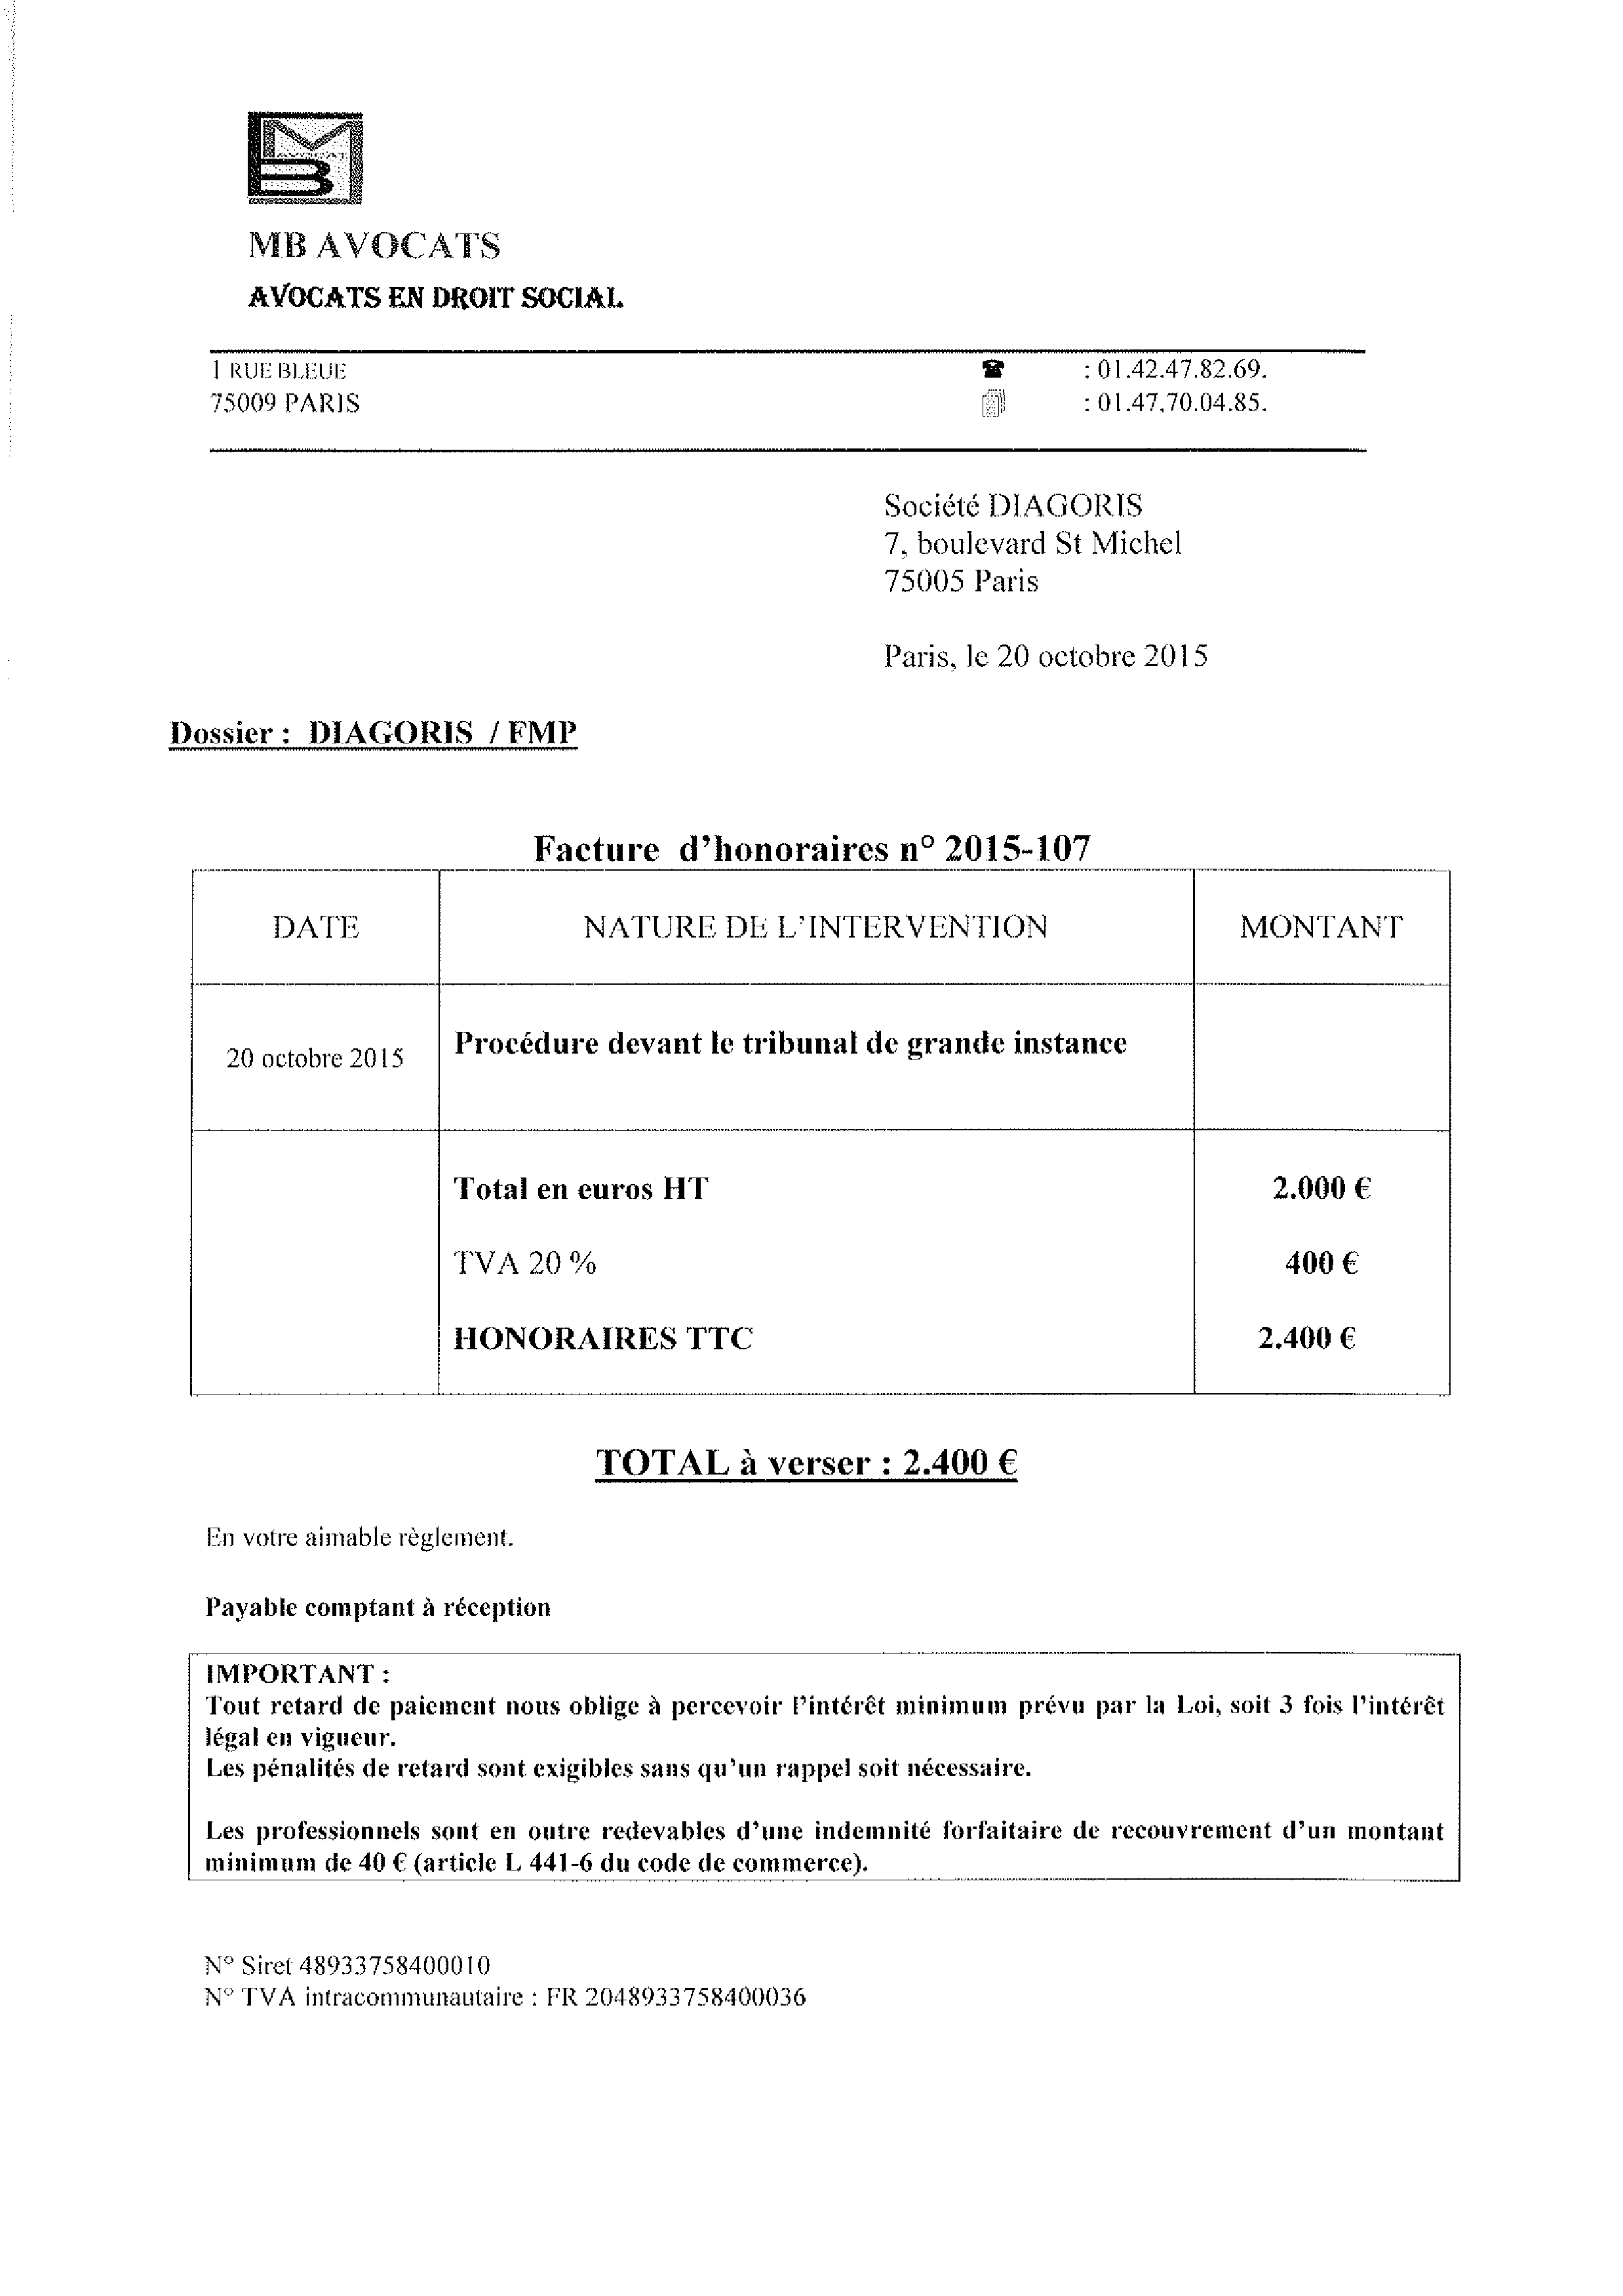 AVOCAT
MB AVOCATS
AVOCATS EN DROIT SOCIAL
1 RUE BLEUE
: 01.42.47.82.69.
75009 PARIS
: 01.47.70.04.85.
Société DIAGORIS
7, boulevard St Michel
75005 Paris
Paris, le 20 octobre 2015
Dossier : DIAGORIS / FMP
Facture d'honoraires n° 2015-107
DATE
NATURE DE L'INTERVENTION
MONTANT
20 octobre 2015
Procédure devant le tribunal de grande instance
Total en euros HT
2.000 €
TVA 20 %
400 €
HONORAIRES TTC
2.400 €
TOTAL à verser : 2.400 €
En votre aimable règlement.
Payable comptant à réception
IMPORTANT :
Tout retard de paiement nous oblige à percevoir l'intérêt minimum prévu par la Loi, soit 3 fois l'intérêt
légal en vigueur.
Les pénalités de retard sont exigibles sans qu'un rappel soit nécessaire.
Les professionnels sont en outre redevables d'une indemnité forfaitaire de recouvrement d'un montant
minimum de 40 € (article L 441-6 du code de commerce).
N° Siret 48933758400010
N° TVA intracommunautaire : FR 2048933758400036